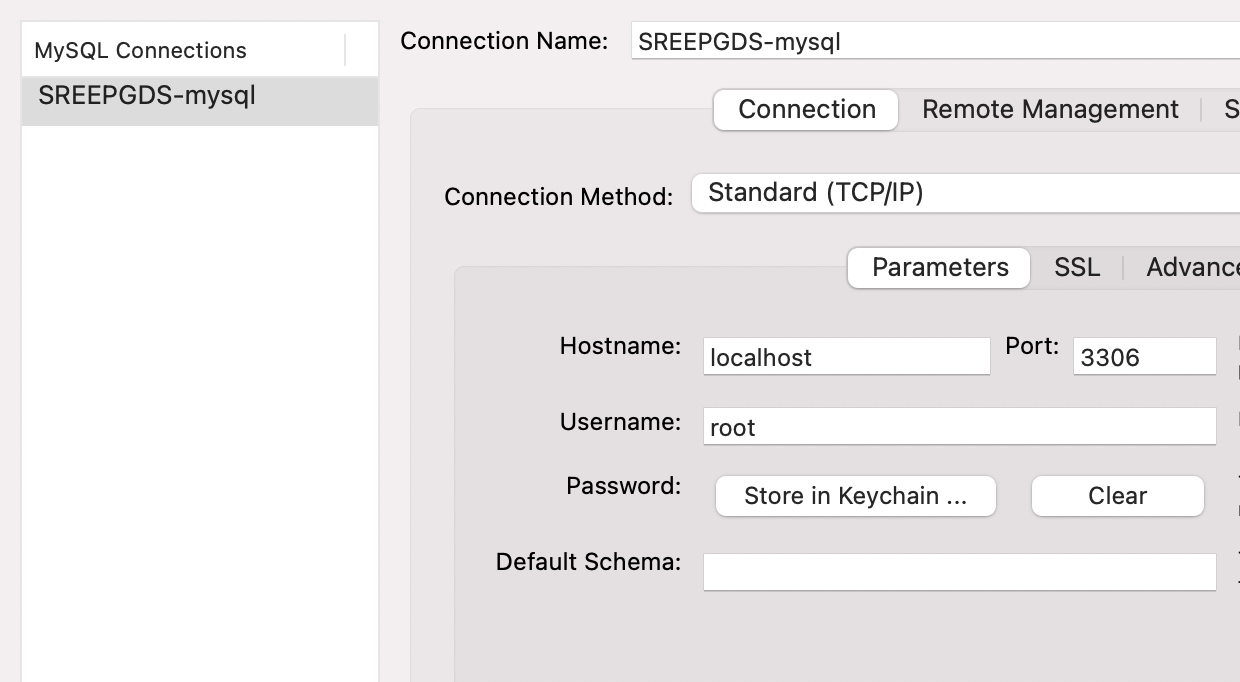 MySQL Connections
SREEPGDS-mysql
Connection Name: SREEPGDS-mysql
Connection Remote Management
Connection Method: Standard (TCP/IP)
Parameters SSL
Hostname: localhost Port: 3306
Username: root
Password: Store in Keychain ... Clear
Default Schema: